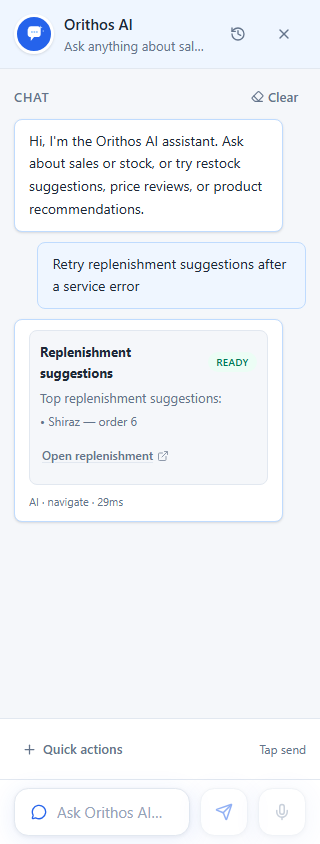 Orithos AI
Ask anything about sal...
CHAT
Clear
Hi, I'm the Orithos AI assistant. Ask
about sales or stock, or try restock
suggestions, price reviews, or product
recommendations.
Retry replenishment suggestions after
a service error
Replenishment
suggestions
READY
Top replenishment suggestions:
• Shiraz — order 6
Open replenishment
AI · navigate · 29ms
Quick actions
Tap send
Ask Orithos AI...